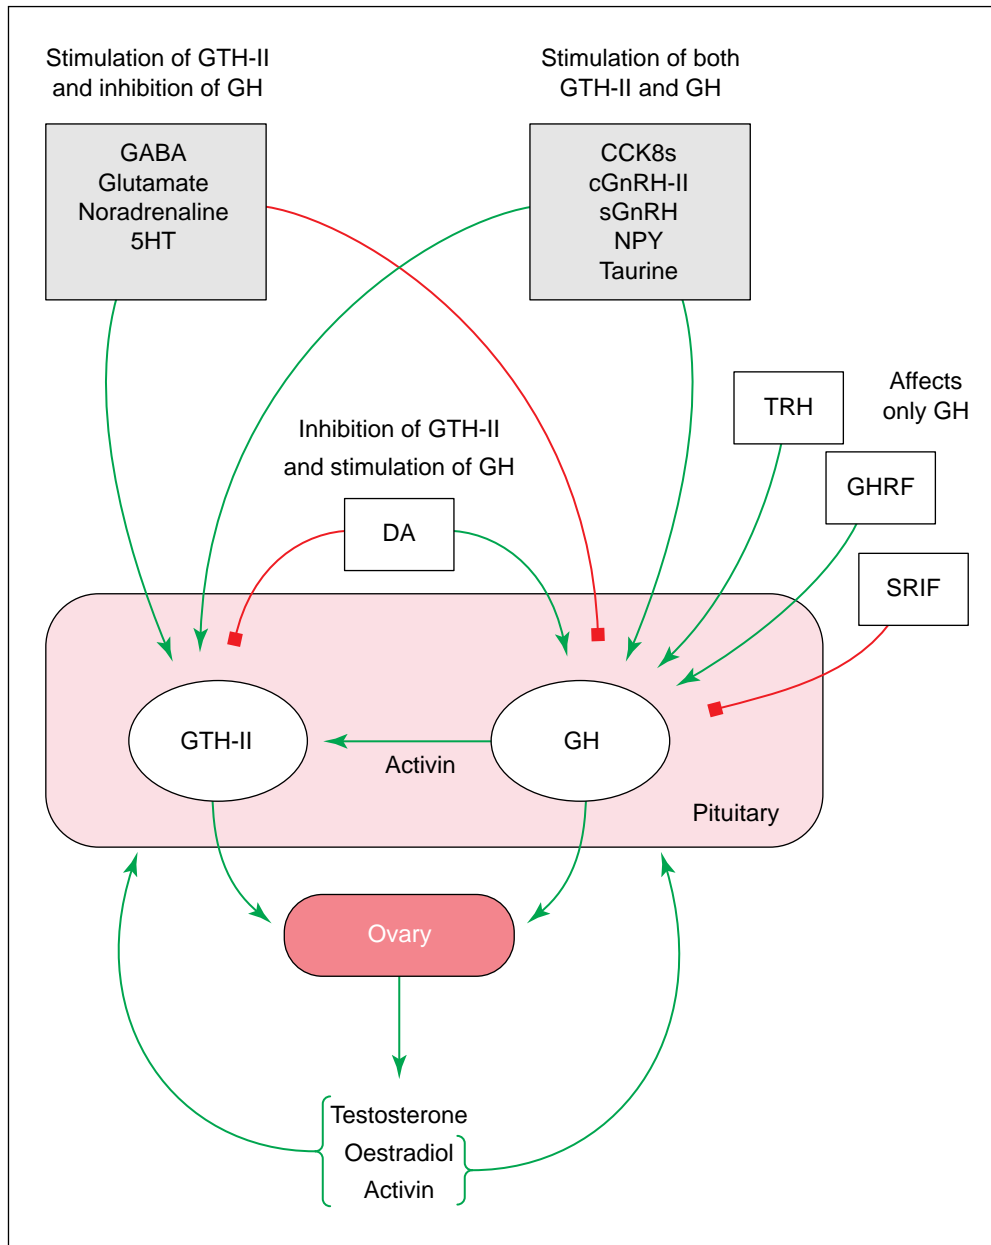 Stimulation of GTH-II
and inhibition of GH
GABA
Glutamate
Noradrenaline
5HT
Stimulation of both
GTH-II and GH
CCK8s
cGnRH-II
sGnRH
NPY
Taurine
Affects
only GH
TRH
GHRF
SRIF
Inhibition of GTH-II
and stimulation of GH
DA
GTH-II
Activin
GH
Pituitary
Ovary
Testosterone
Oestradiol
Activin